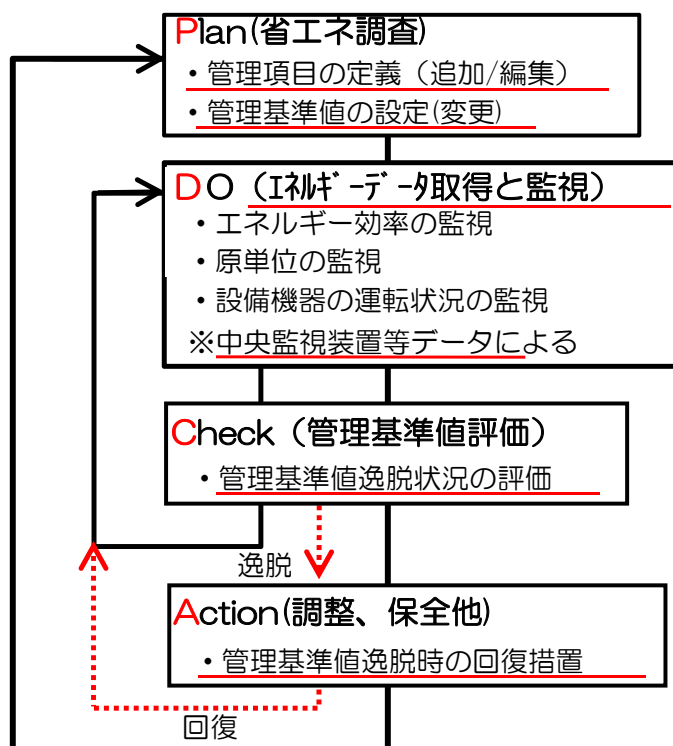 Plan(省エネ調査)
・管理項目の定義（追加/編集）
・管理基準値の設定(変更)
DO（ｴﾈﾙｷﾞｰﾃﾞｰﾀ取得と監視）
・エネルギー効率の監視
・原単位の監視
・設備機器の運転状況の監視
※中央監視装置等データによる
Check（管理基準値評価）
・管理基準値逸脱状況の評価
逸脱
Action(調整、保全他)
・管理基準値逸脱時の回復措置
回復